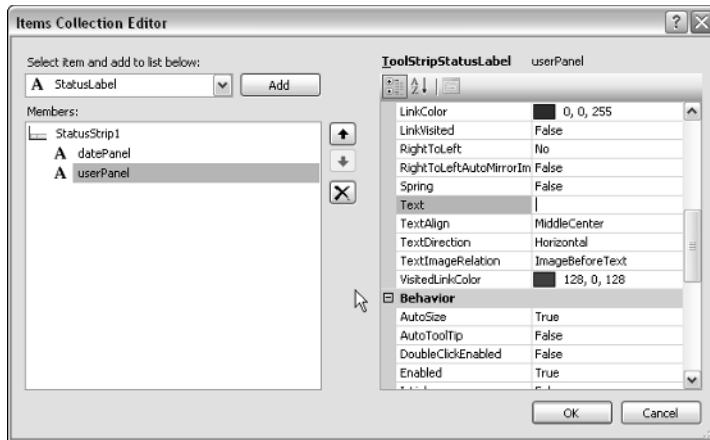 Items Collection Editor
Select item and add to list below:
A StatusLabel
Add
Members:
StatusStrip1
A datePanel
A userPanel
ToolStripStatusLabel userPanel
LinkColor 0, 0, 255
LinkVisited False
RightToLeft No
RightToLeftAutoMirrorIm False
Spring False
Text
TextAlign MiddleCenter
TextDirection Horizontal
TextImageRelation ImageBeforeText
VisitedLinkColor 128, 0, 128
Behavior
AutoSize True
AutoToolTip False
DoubleClickEnabled False
Enabled True
OK Cancel